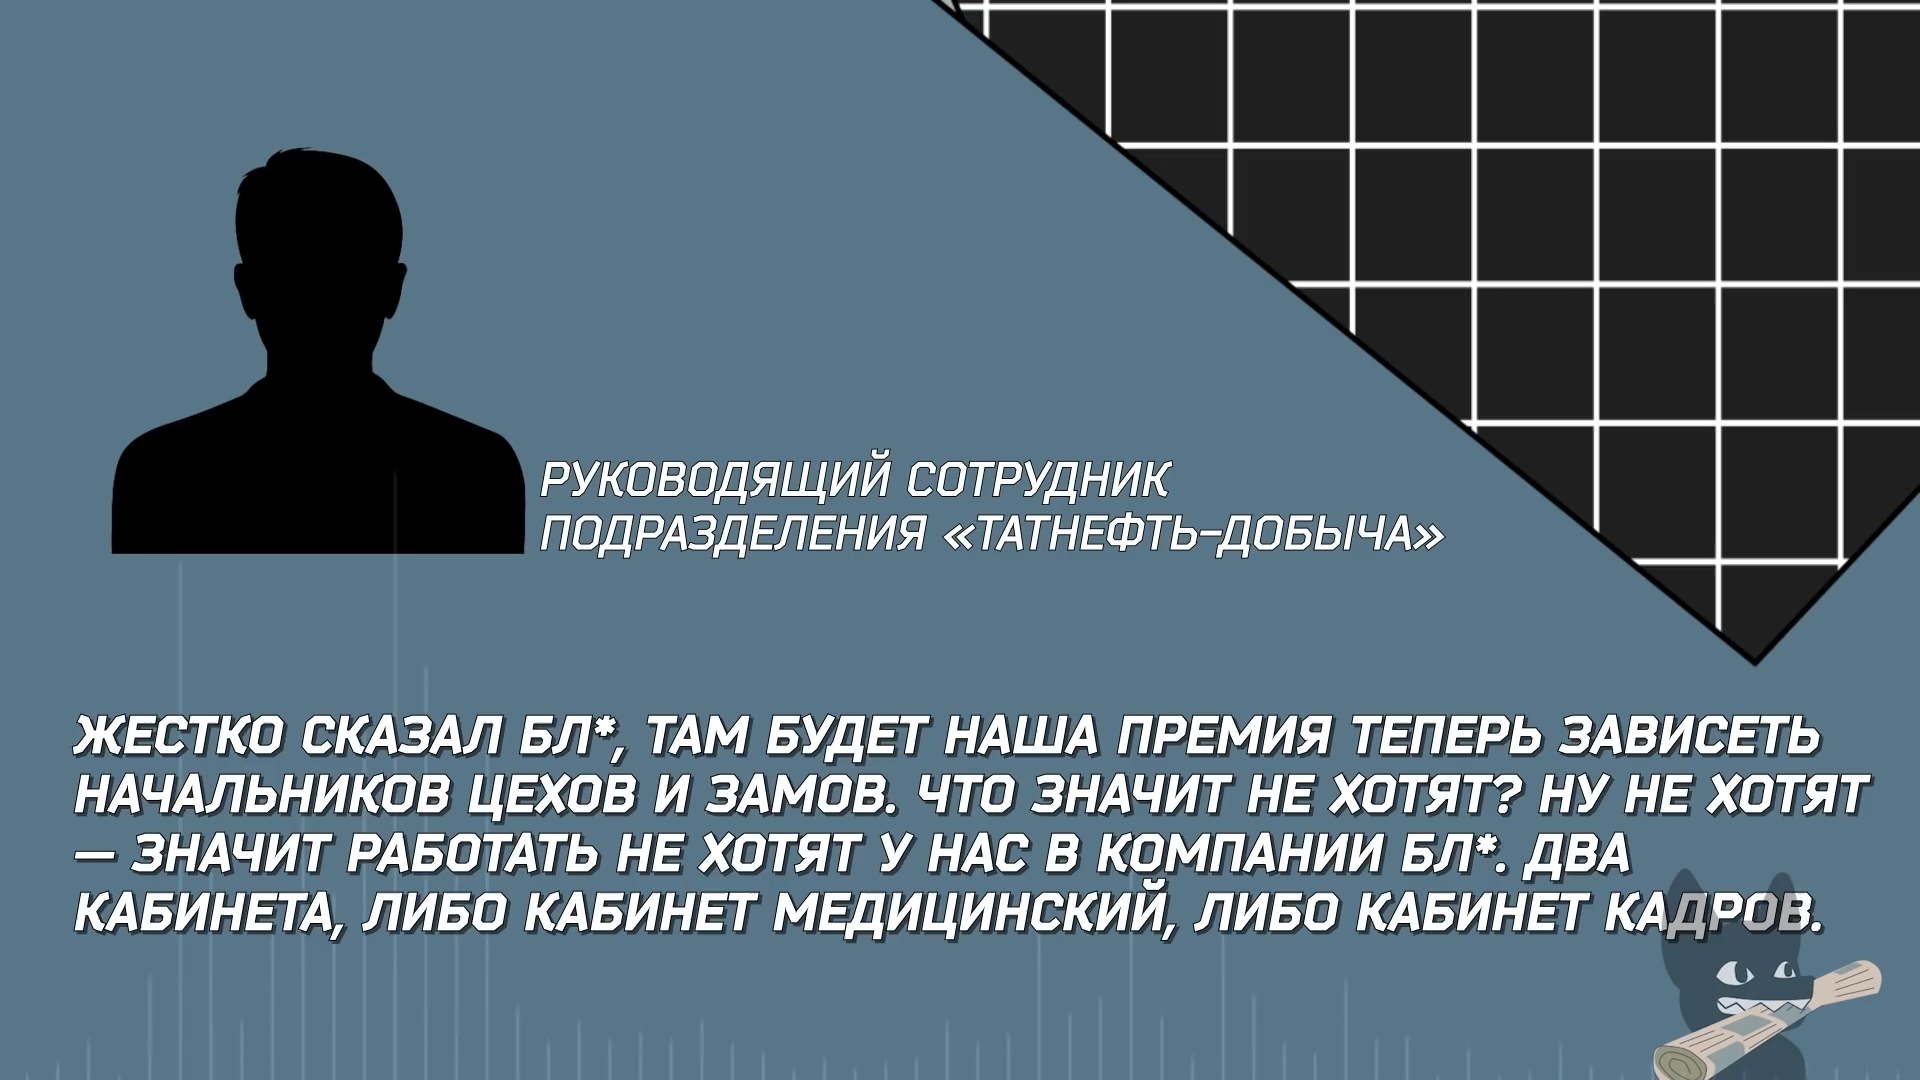 РУКОВОДЯЩИЙ СОТРУДНИК
ПОДРАЗДЕЛЕНИЯ «ТАТНЕФТЬ-ДОБЫЧА»
ЖЕСТКО СКАЗАЛ БЛ*, ТАМ БУДЕТ НАША ПРЕМИЯ ТЕПЕРЬ ЗАВИСЕТЬ
НАЧАЛЬНИКОВ ЦЕХОВ И ЗАМОВ. ЧТО ЗНАЧИТ НЕ ХОТЯТ? НУ НЕ ХОТЯТ
— ЗНАЧИТ РАБОТАТЬ НЕ ХОТЯТ У НАС В КОМПАНИИ БЛ*. ДВА
КАБИНЕТА, ЛИБО КАБИНЕТ МЕДИЦИНСКИЙ, ЛИБО КАБИНЕТ КАДРОВ.